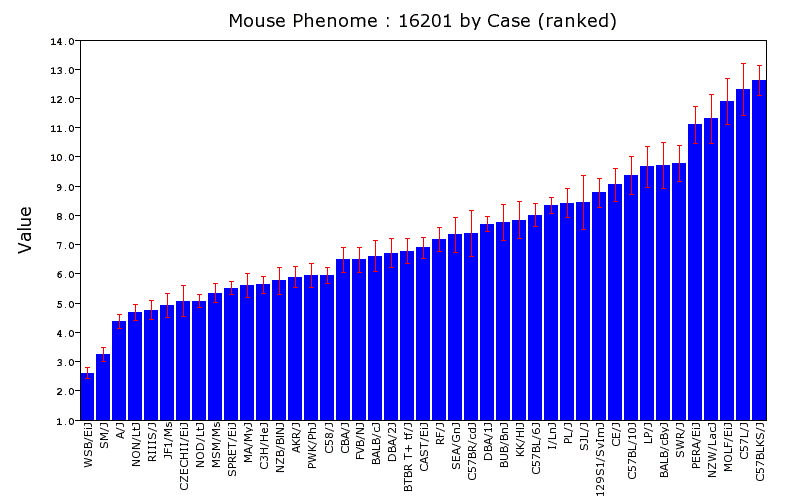 Mouse Phenome : 16201 by Case (ranked)
14.0
13.0
12.0
11.0
10.0
9.0
8.0
7.0
6.0
5.0
4.0
3.0
2.0
1.0
Value
WSB/EiJ
SM/J
A/J
NON/LtJ
RIIIS/J
JF1/Ms
CZECHII/EiJ
NOD/LtJ
MSM/Ms
SPRET/EiJ
MA/MyJ
C3H/HeJ
NZB/BlNJ
AKR/J
PWK/PhJ
C58/J
CBA/J
FVB/NJ
BALB/cJ
DBA/2J
BTBR T+ tf/J
CAST/EiJ
RF/J
SEA/GnJ
C57BR/cdJ
DBA/1J
BUB/BnJ
KK/HlJ
C57BL/6J
I/LnJ
PL/J
SJL/J
129S1/SvImJ
CE/J
C57BL/10J
LP/J
BALB/cByJ
SWR/J
PERA/EiJ
NZW/LacJ
MOLF/EiJ
C57L/J
C57BLKS/J